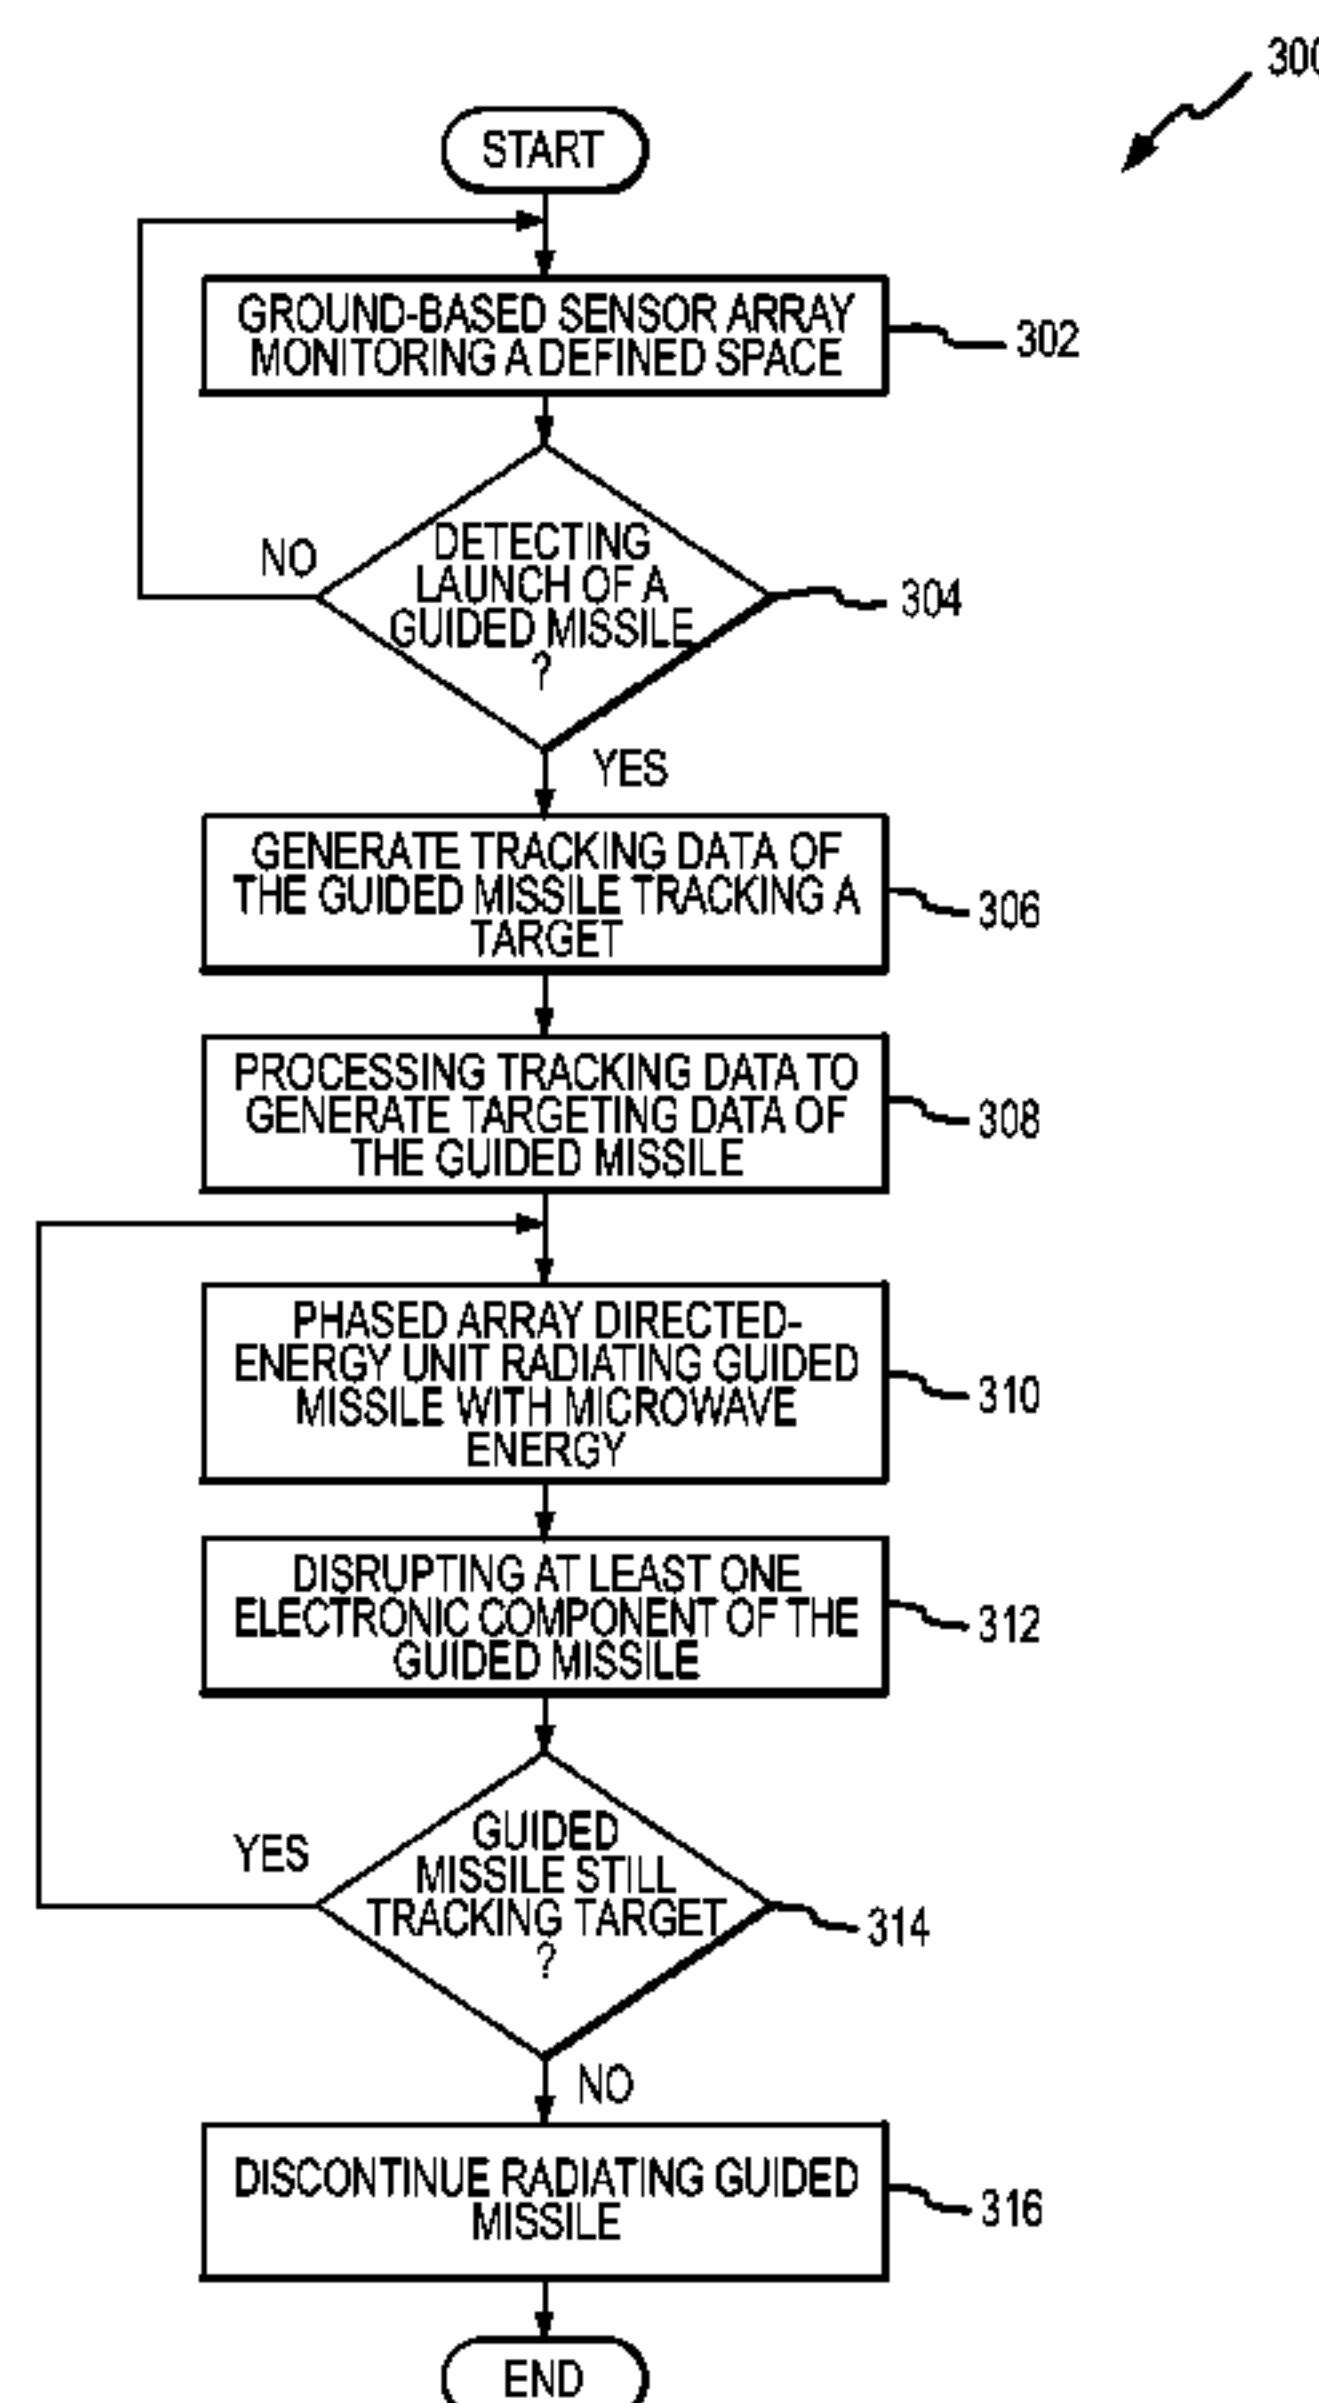 300
START
GROUND-BASED SENSOR ARRAY
MONITORING A DEFINED SPACE
302
DETECTING
LAUNCH OF A
GUIDED MISSILE
?
NO
304
YES
GENERATE TRACKING DATA OF
THE GUIDED MISSILE TRACKING A
TARGET
306
PROCESSING TRACKING DATA TO
GENERATE TARGETING DATA OF
THE GUIDED MISSILE
308
PHASED ARRAY DIRECTED-
ENERGY UNIT RADIATING GUIDED
MISSILE WITH MICROWAVE
ENERGY
310
DISRUPTING AT LEAST ONE
ELECTRONIC COMPONENT OF THE
GUIDED MISSILE
312
YES
GUIDED
MISSILE STILL
TRACKING TARGET
?
314
NO
DISCONTINUE RADIATING GUIDED
MISSILE
316
END